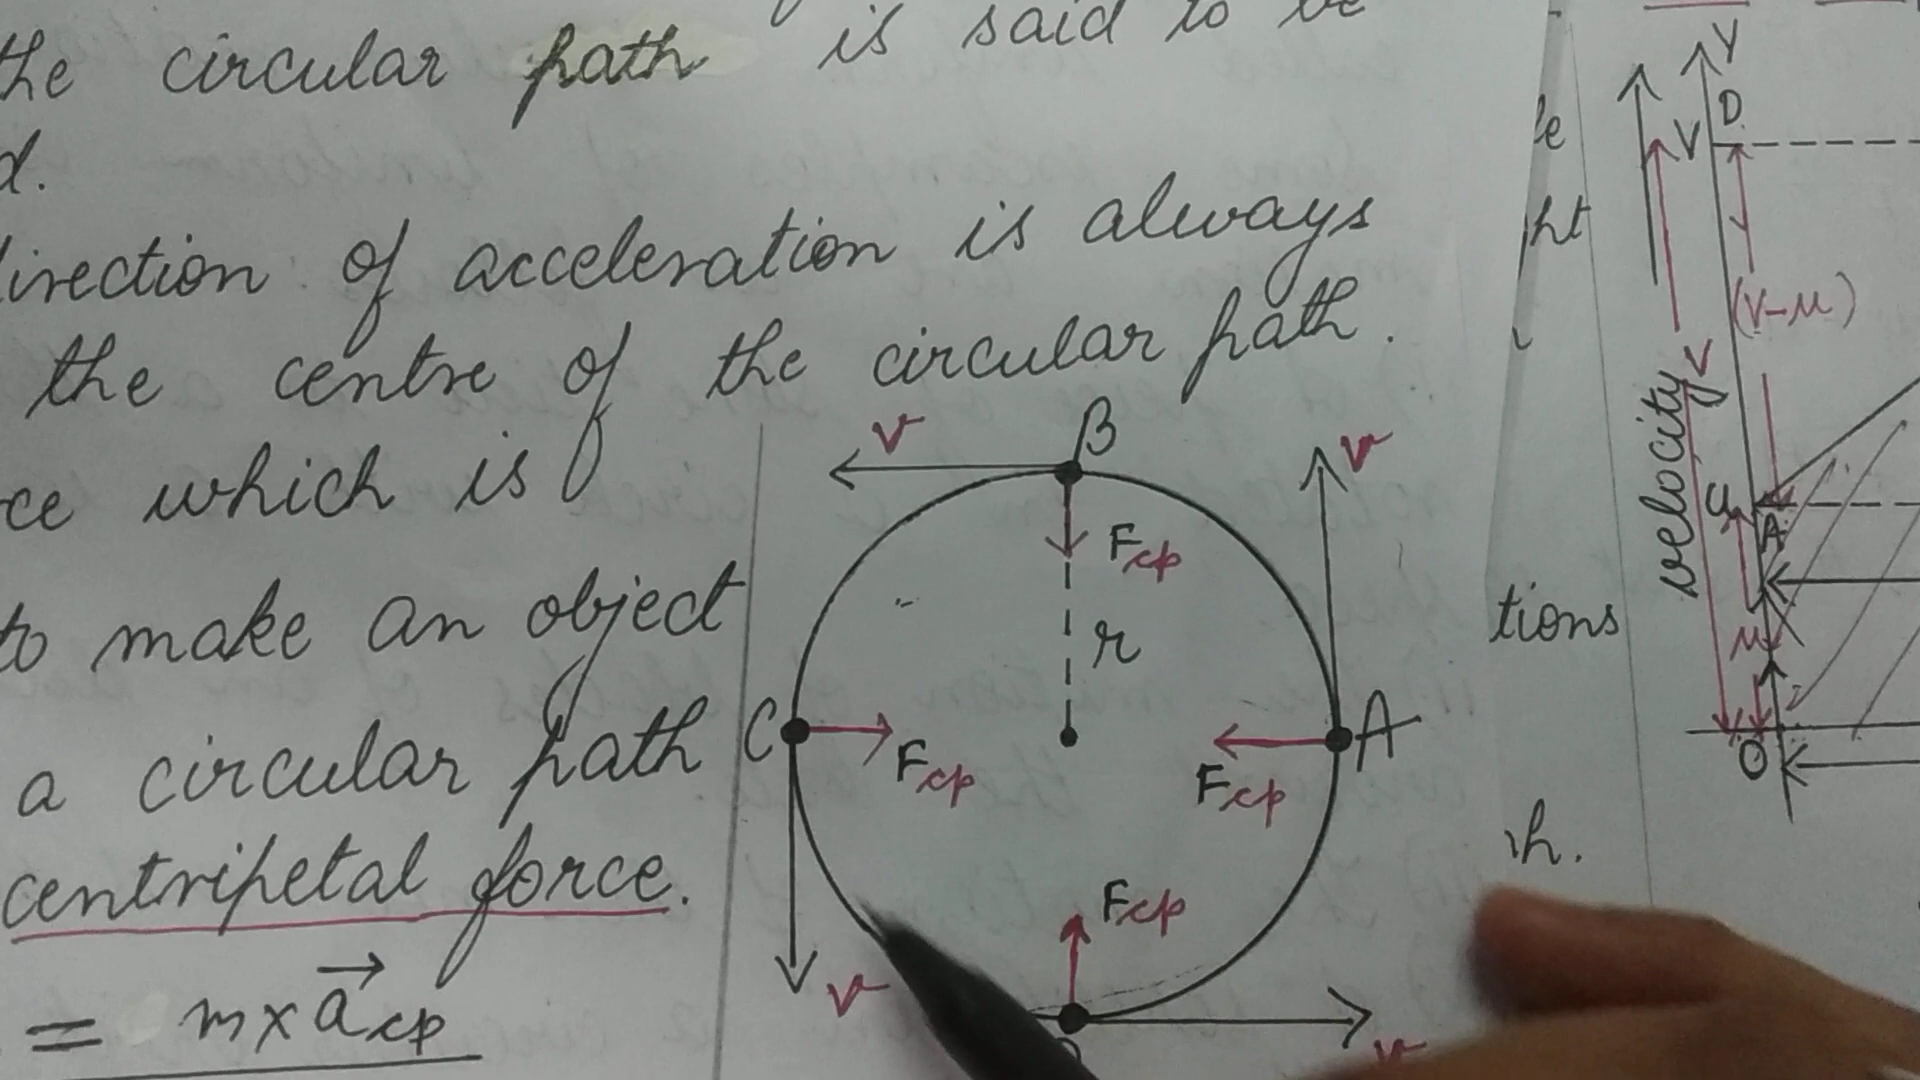 the circular path is said to be
d.
direction of acceleration is always
the centre of the circular path.
ce which is
to make an object
a circular path
centripetal force.
= m x a⃗cp
B
v
v
Fcp
r
C
Fcp
Fcp
A
Fcp
v
v
le
ht
tions
h.
Y
D
V
(v-u)
velocity
u
A
u
O